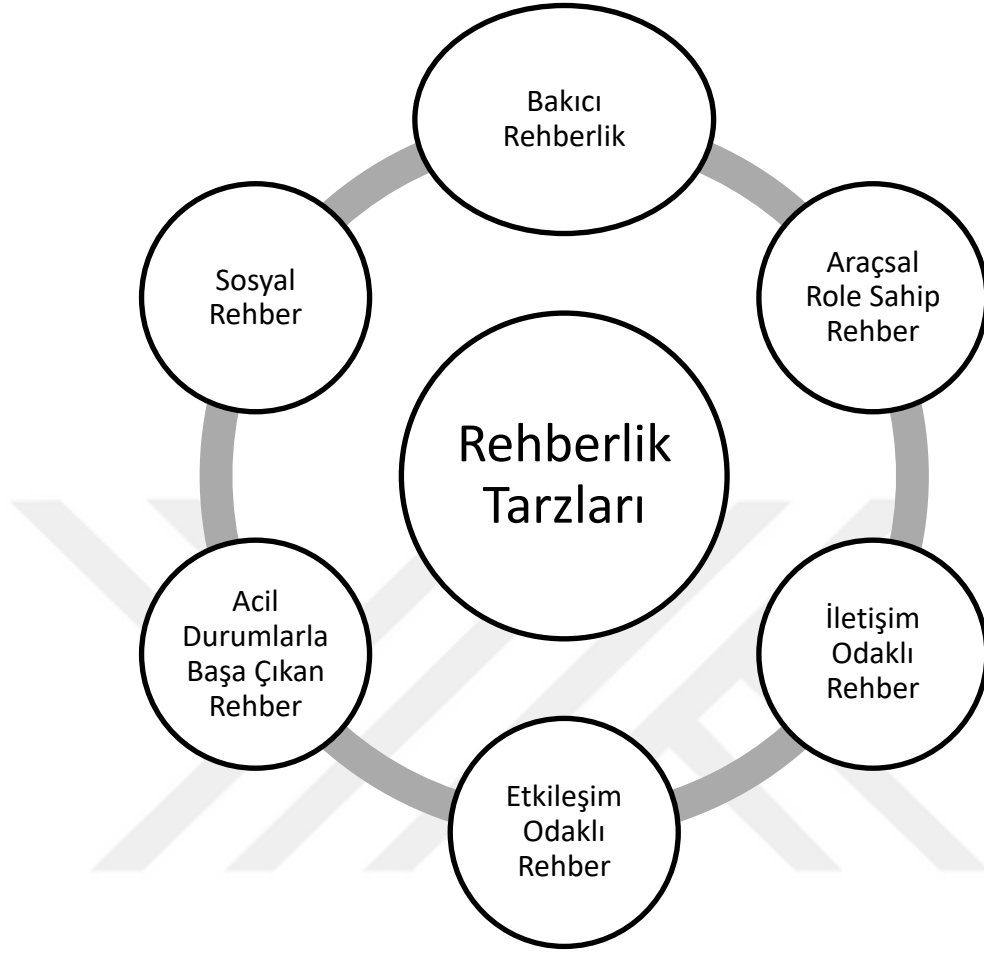 Bakıcı
Rehberlik
Araçsal
Role Sahip
Rehber
İletişim
Odaklı
Rehber
Etkileşim
Odaklı
Rehber
Acil
Durumlarla
Başa Çıkan
Rehber
Sosyal
Rehber
Rehberlik
Tarzları